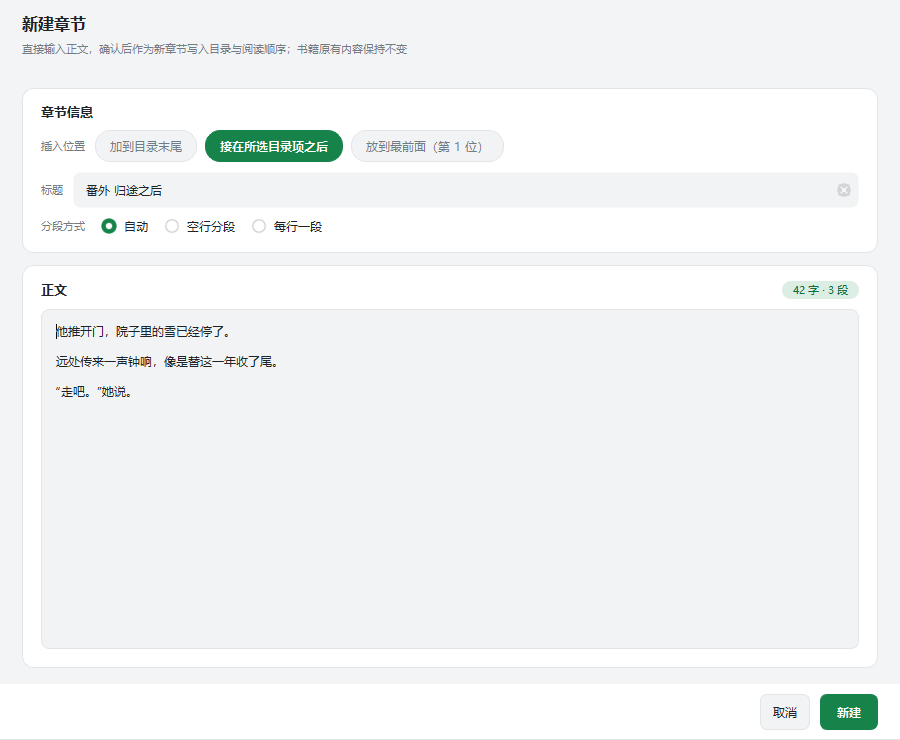 新建章节
直接输入正文，确认后作为新章节写入目录与阅读顺序；书籍原有内容保持不变
章节信息
插入位置 加到目录末尾 接在所选目录项之后 放到最前面（第 1 位）
标题 番外 归途之后
分段方式 自动 空行分段 每行一段
正文 42 字 · 3 段
他推开门，院子里的雪已经停了。
远处传来一声钟响，像是替这一年收了尾。
“走吧。”她说。
取消 新建